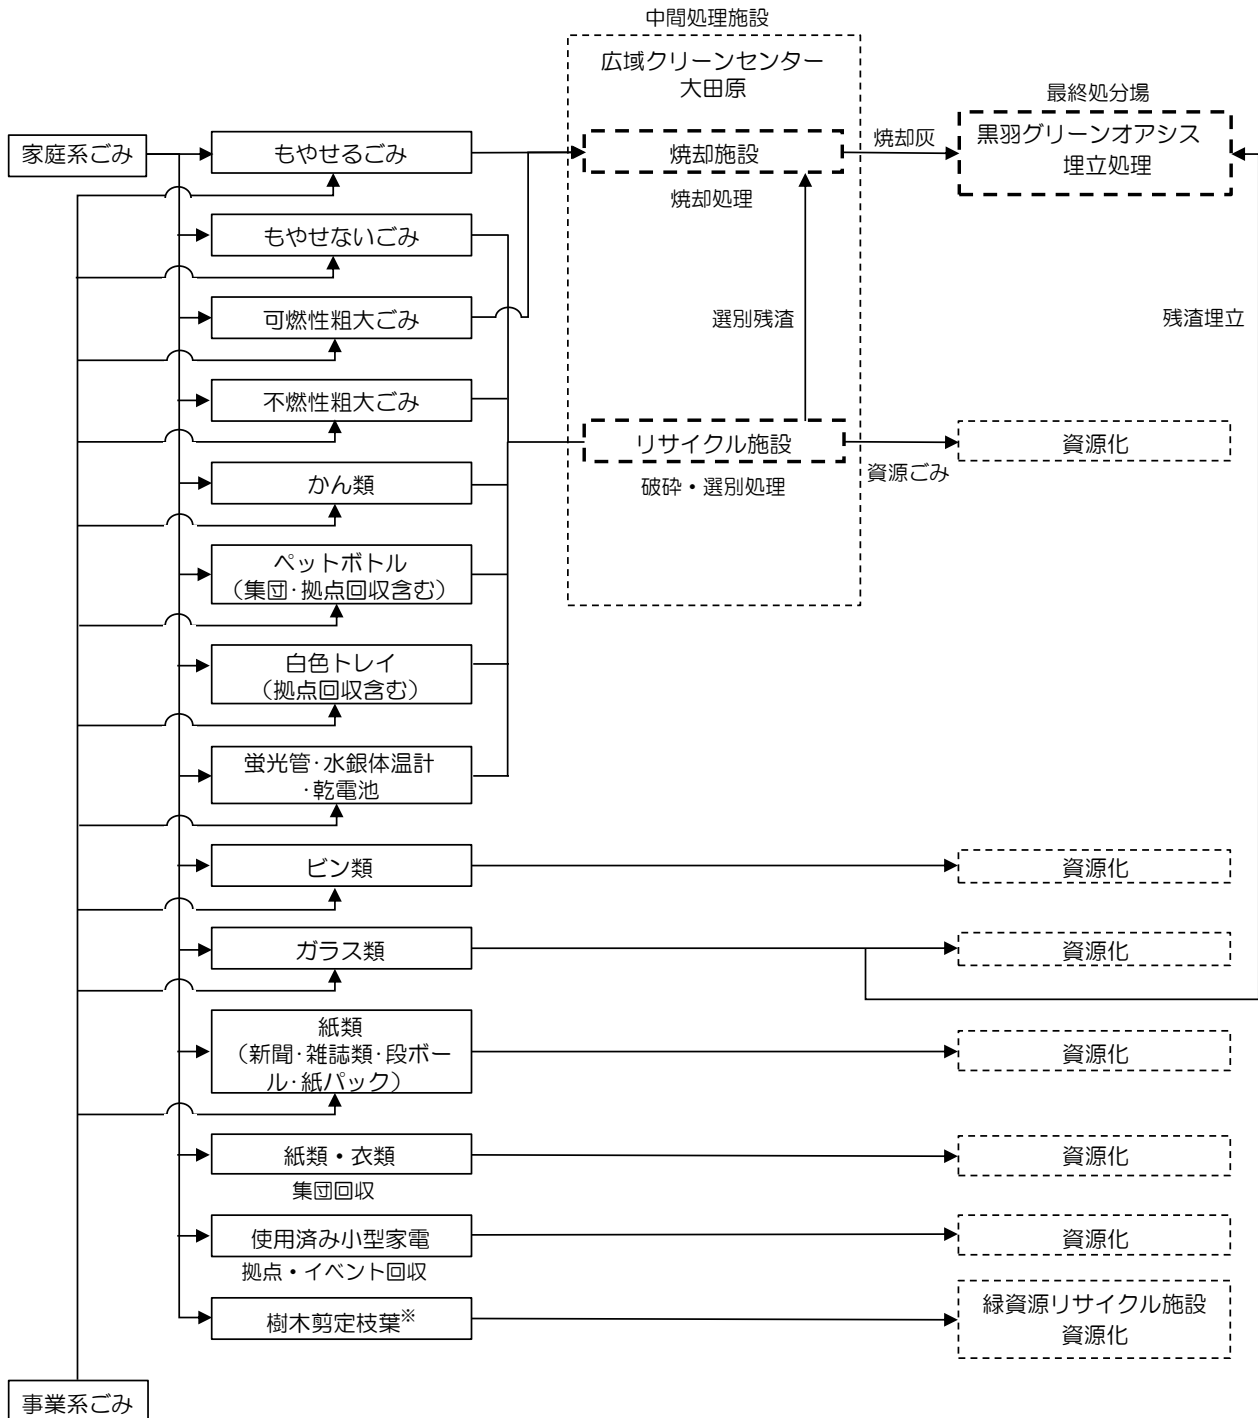 中間処理施設
広域クリーンセンター
大田原
最終処分場
家庭系ごみ
もやせるごみ
焼却施設
焼却処理
焼却灰
黒羽グリーンオアシス
埋立処理
もやせないごみ
可燃性粗大ごみ
選別残渣
残渣埋立
不燃性粗大ごみ
リサイクル施設
破砕・選別処理
資源ごみ
資源化
かん類
ペットボトル
（集団･拠点回収含む）
白色トレイ
（拠点回収含む）
蛍光管･水銀体温計
･乾電池
ビン類
資源化
ガラス類
資源化
紙類
（新聞･雑誌類･段ボー
ル･紙パック）
資源化
紙類・衣類
集団回収
資源化
使用済み小型家電
拠点・イベント回収
資源化
樹木剪定枝葉※
緑資源リサイクル施設
資源化
事業系ごみ